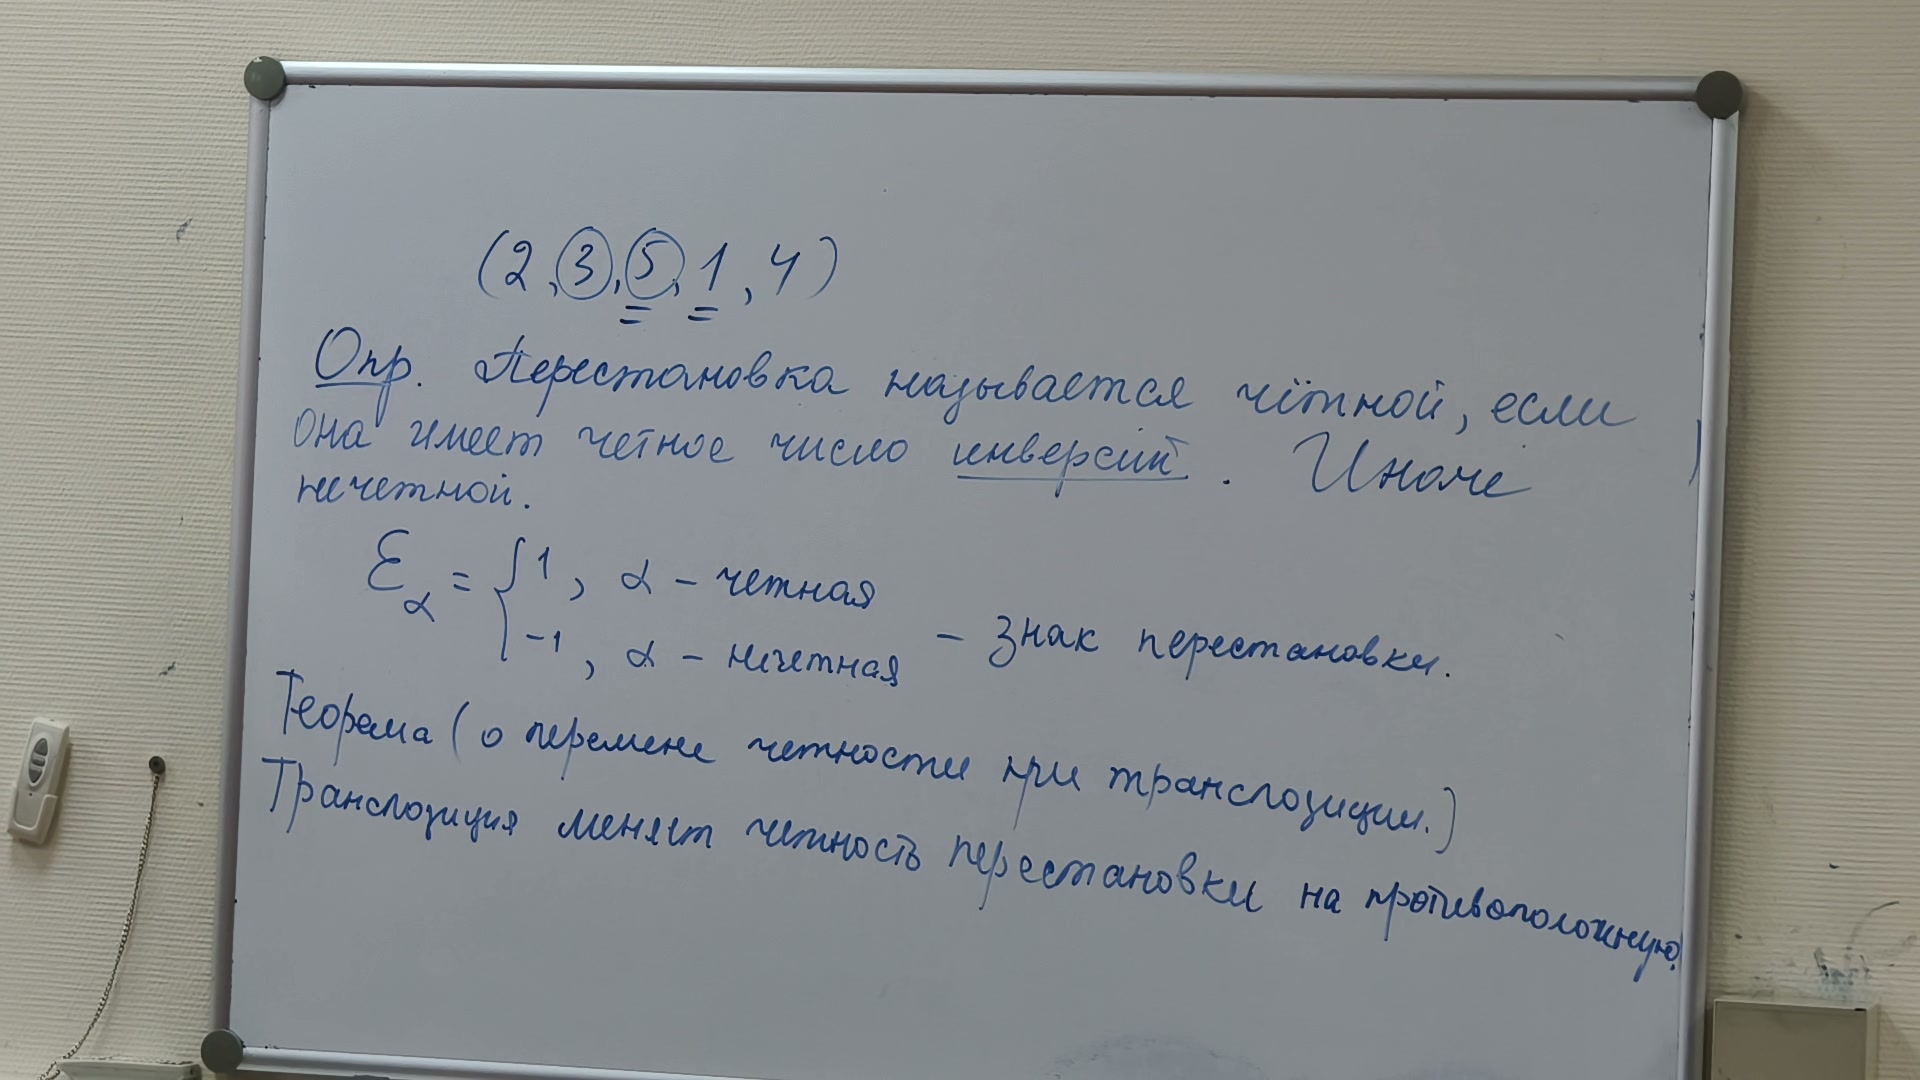 (2, 3, 5, 1, 4)
Опр. Перестановка называется чётной, если
она имеет четное число инверсий. Иначе
нечетной.
ε_α = { 1, α – четная
-1, α – нечетная – знак перестановки.
Теорема (о перемене четности при транспозиции.)
Транспозиция меняет четность перестановки на противоположную.